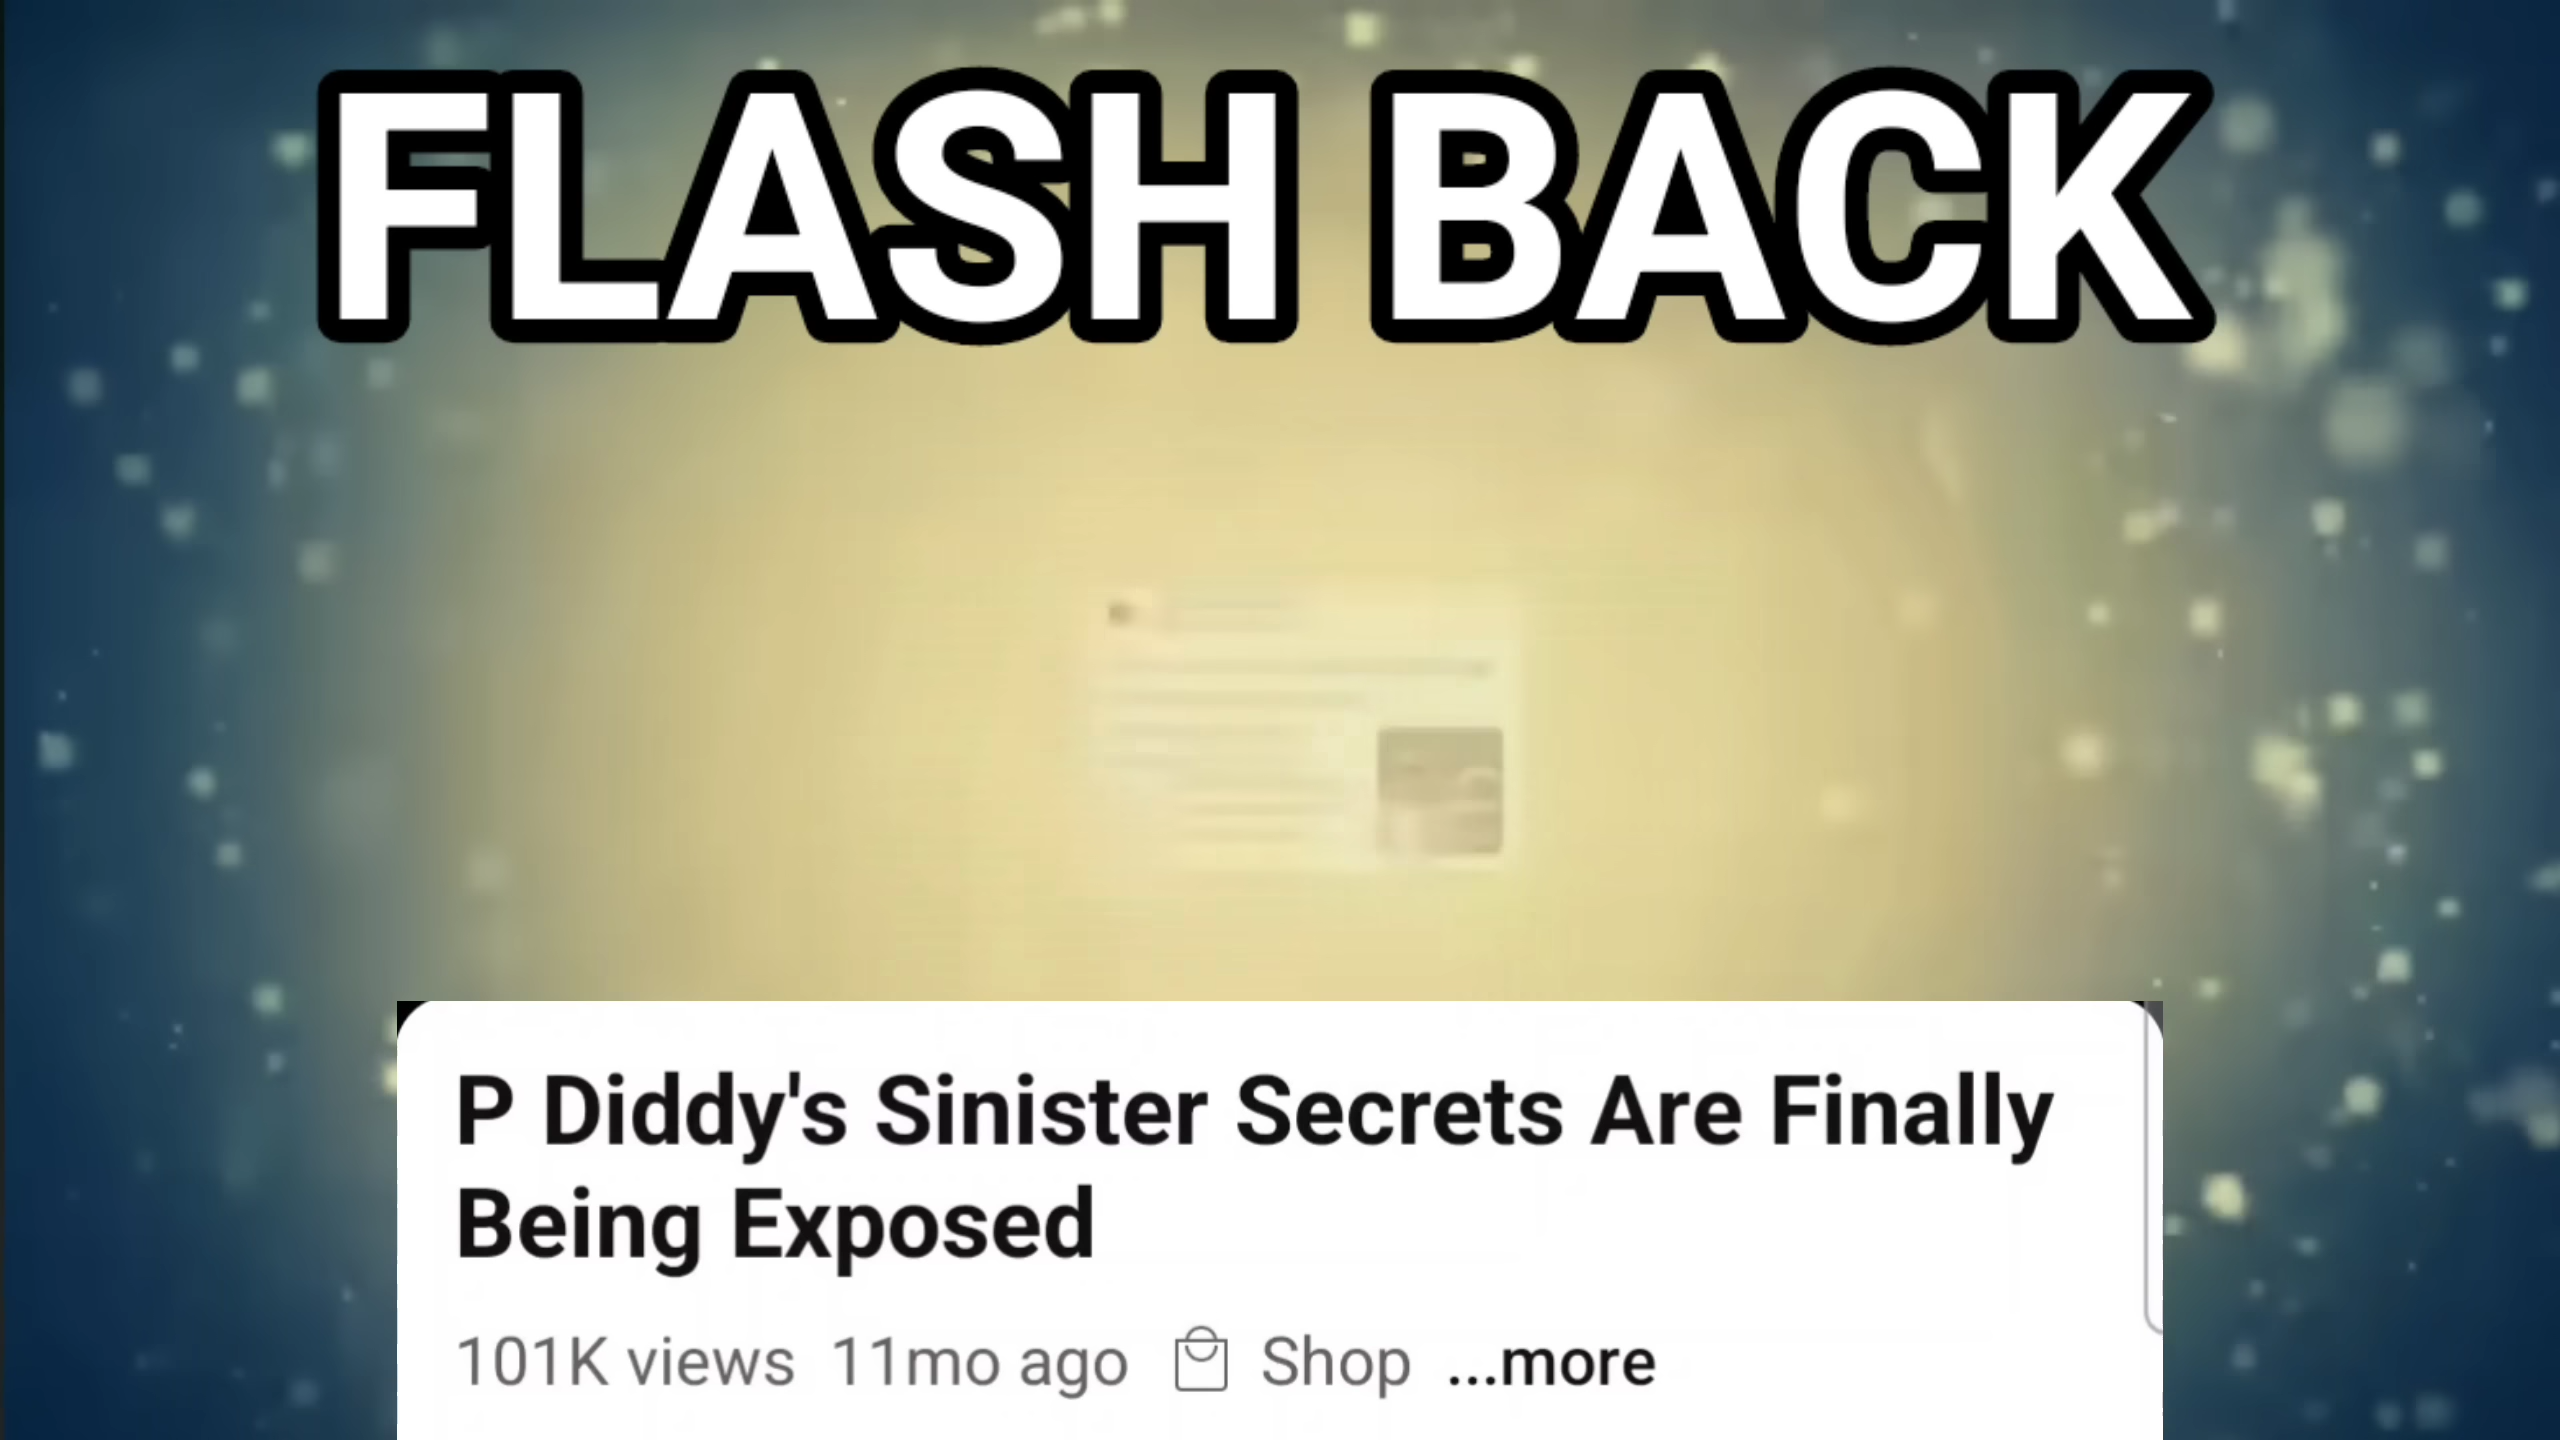 FLASH BACK
P Diddy's Sinister Secrets Are Finally
Being Exposed
101K views 11mo ago Shop ...more